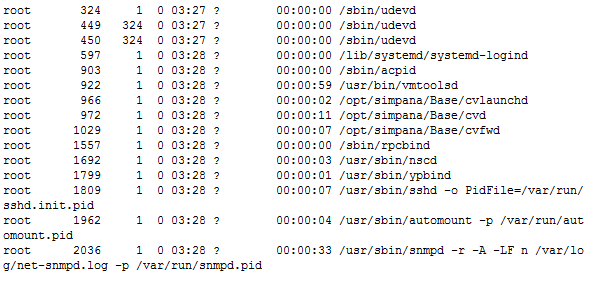 root       324     1  0 03:27 ?        00:00:00 /sbin/udevd
root       449   324  0 03:27 ?        00:00:00 /sbin/udevd
root       450   324  0 03:27 ?        00:00:00 /sbin/udevd
root       597     1  0 03:28 ?        00:00:00 /lib/systemd/systemd-logind
root       903     1  0 03:28 ?        00:00:00 /sbin/acpid
root       922     1  0 03:28 ?        00:00:59 /usr/bin/vmtoolsd
root       966     1  0 03:28 ?        00:00:02 /opt/simpana/Base/cvlaunchd
root       972     1  0 03:28 ?        00:00:11 /opt/simpana/Base/cvd
root      1029     1  0 03:28 ?        00:00:07 /opt/simpana/Base/cvfwd
root      1557     1  0 03:28 ?        00:00:00 /sbin/rpcbind
root      1692     1  0 03:28 ?        00:00:03 /usr/sbin/nscd
root      1799     1  0 03:28 ?        00:00:01 /usr/sbin/ypbind
root      1809     1  0 03:28 ?        00:00:07 /usr/sbin/sshd -o PidFile=/var/run/
sshd.init.pid
root      1962     1  0 03:28 ?        00:00:04 /usr/sbin/automount -p /var/run/aut
omount.pid
root      2036     1  0 03:28 ?        00:00:33 /usr/sbin/snmpd -r -A -LF n /var/lo
g/net-snmpd.log -p /var/run/snmpd.pid